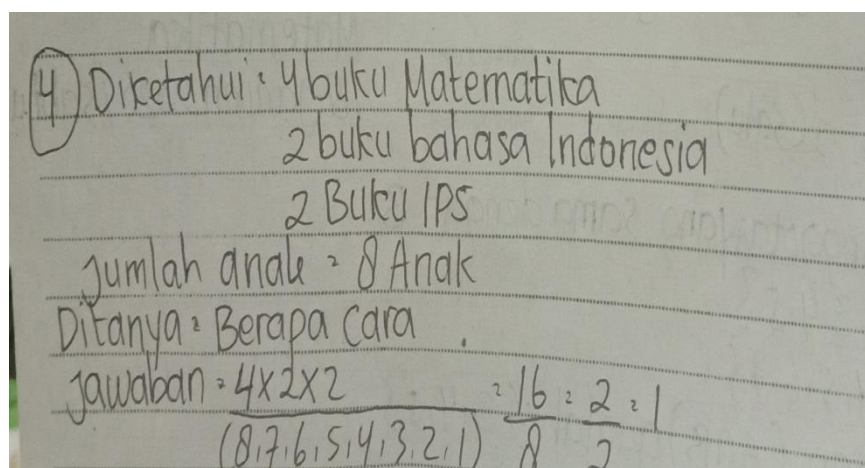 4 Diketahui : 4 buku Matematika
2 buku bahasa Indonesia
2 Buku IPS
Jumlah anak = 8 Anak
Ditanya = Berapa Cara
Jawaban = 4x2x2 = 16 = 2 = 1
(8,7,6,5,4,3,2,1) 8 2